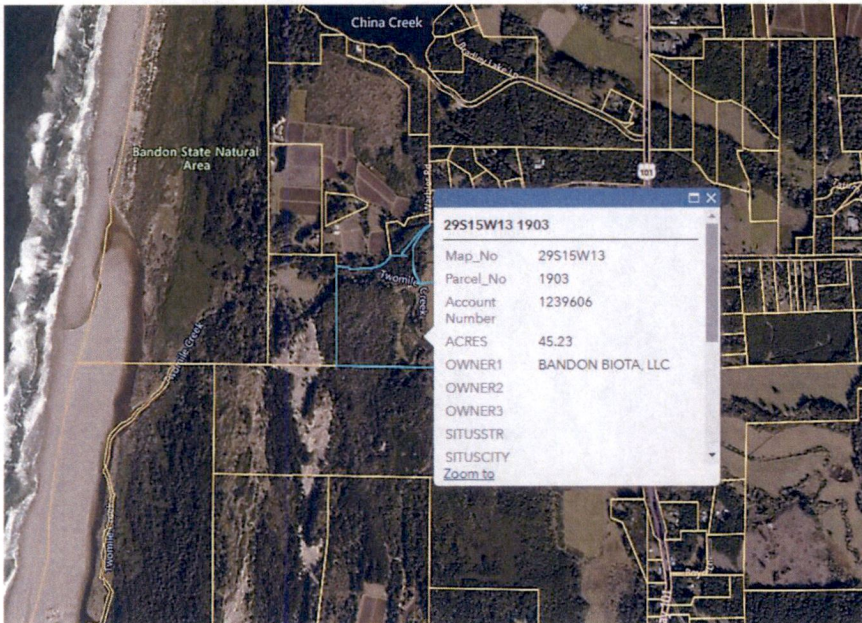 China Creek
Bandon State Natural
Area
101
29S15W13 1903
Map_No 29S15W13
Parcel_No 1903
Account
Number 1239606
ACRES 45.23
OWNER1 BANDON BIOTA, LLC
OWNER2
OWNER3
SITUSSTR
SITUSCITY
Zoom to
Creek
Twomile Creek
Twomile Creek